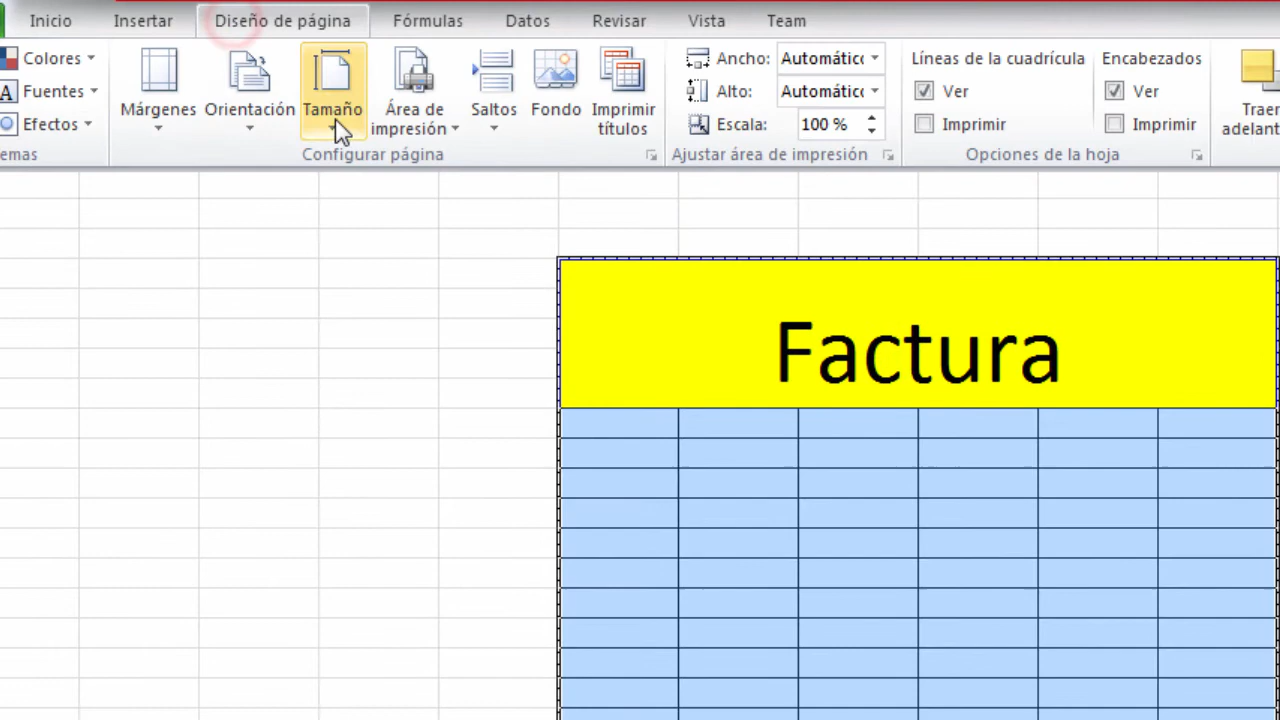 Inicio Insertar Diseño de página Fórmulas Datos Revisar Vista Team
Colores
Fuentes
Efectos
Márgenes Orientación Tamaño Área de impresión Saltos Fondo Imprimir títulos
Configurar página
Ancho: Automátic
Alto: Automátic
Escala: 100 %
Ajustar área de impresión
Líneas de la cuadrícula
Ver
Imprimir
Encabezados
Ver
Imprimir
Opciones de la hoja
Traer
adelant
emas
Factura